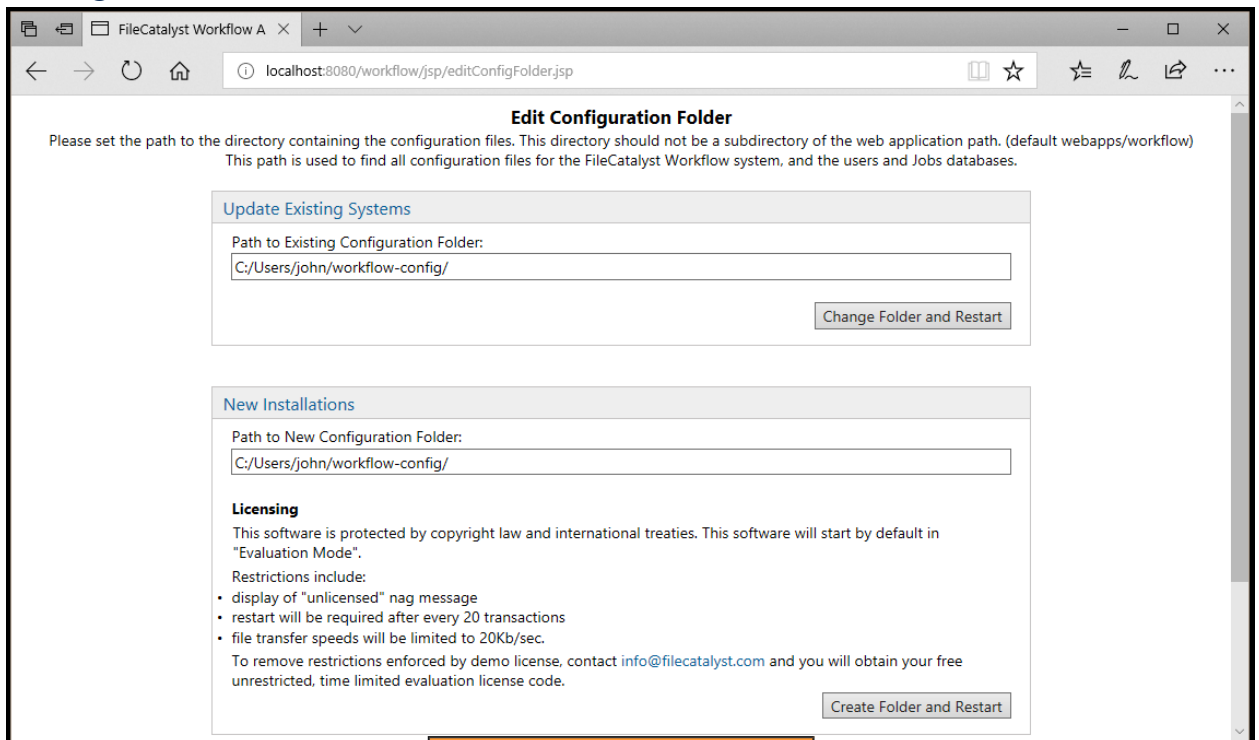 FileCatalyst Workflow A
localhost:8080/workflow/jsp/editConfigFolder.jsp
Edit Configuration Folder
Please set the path to the directory containing the configuration files. This directory should not be a subdirectory of the web application path. (default webapps/workflow)
This path is used to find all configuration files for the FileCatalyst Workflow system, and the users and Jobs databases.
Update Existing Systems
Path to Existing Configuration Folder:
C:/Users/john/workflow-config/
Change Folder and Restart
New Installations
Path to New Configuration Folder:
C:/Users/john/workflow-config/
Licensing
This software is protected by copyright law and international treaties. This software will start by default in
"Evaluation Mode".
Restrictions include:
• display of "unlicensed" nag message
• restart will be required after every 20 transactions
• file transfer speeds will be limited to 20Kb/sec.
To remove restrictions enforced by demo license, contact info@filecatalyst.com and you will obtain your free
unrestricted, time limited evaluation license code.
Create Folder and Restart